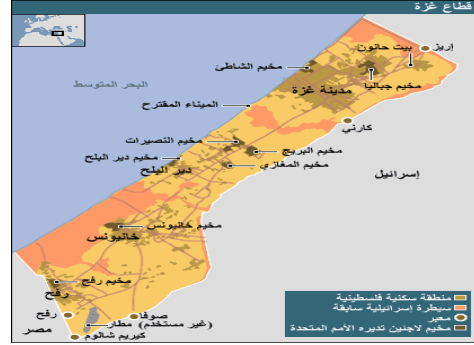 قطاع غزة
إريز
بيت حانون
مخيم الشاطئ
مخيم جباليا
مدينة غزة
البحر المتوسط
الميناء المقترح
كارني
مخيم النصيرات
مخيم البريج
مخيم دير البلح
مخيم المغازي
دير البلح
إسرائيل
مخيم خانيونس
خانيونس
مخيم رفح
رفح
صوفا
رفح
(غير مستخدم) مطار
مصر
كيريم شالوم
منطقة سكنية فلسطينية
سيطرة إسرائيلية سابقة
معبر
مخيم لاجئين تديره الأمم المتحدة